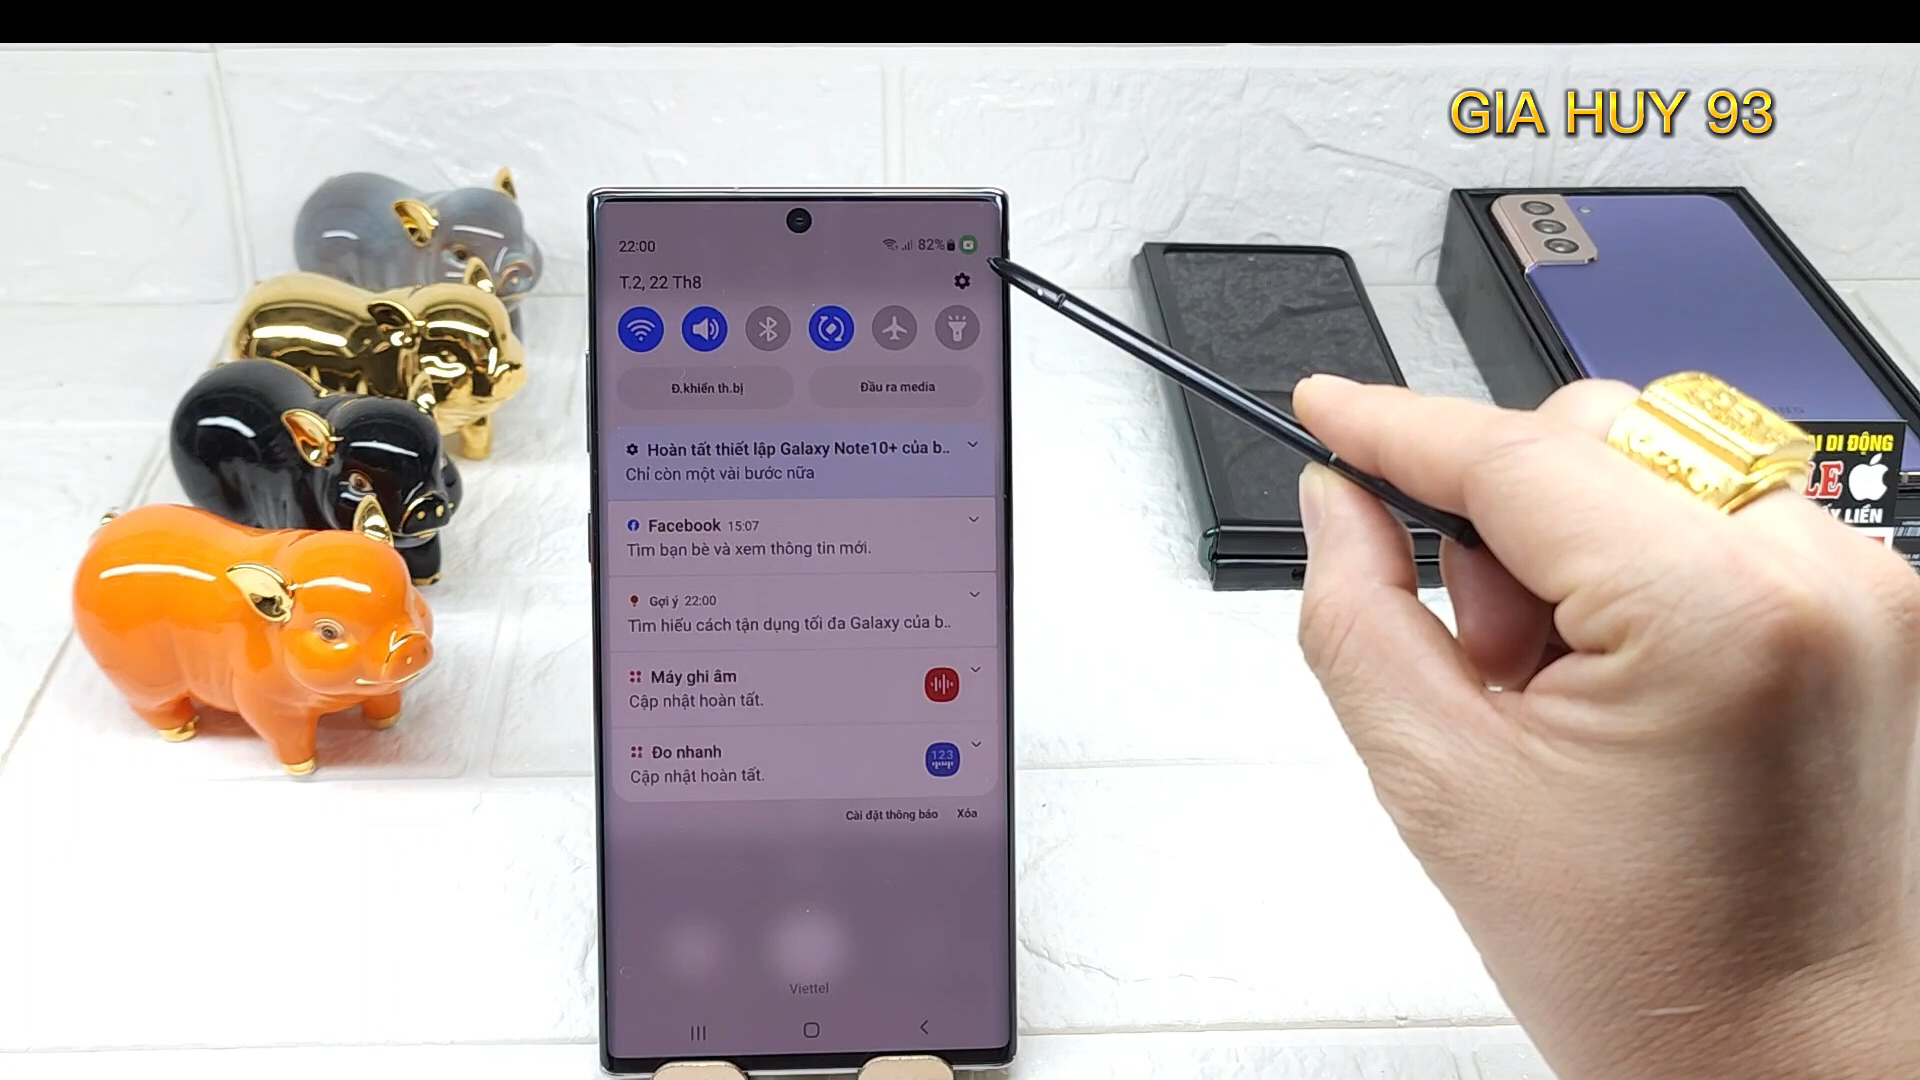 GIA HUY 93
22:00
82%
T.2, 22 Th8
Đ.khiển th.bị
Đầu ra media
Hoàn tất thiết lập Galaxy Note10+ của b..
Chỉ còn một vài bước nữa
Facebook 15:07
Tìm bạn bè và xem thông tin mới.
Gợi ý 22:00
Tìm hiểu cách tận dụng tối đa Galaxy của b..
Máy ghi âm
Cập nhật hoàn tất.
Đo nhanh
123
Cập nhật hoàn tất.
Cài đặt thông báo Xóa
Viettel
DI ĐỘNG
LE
LIỀN